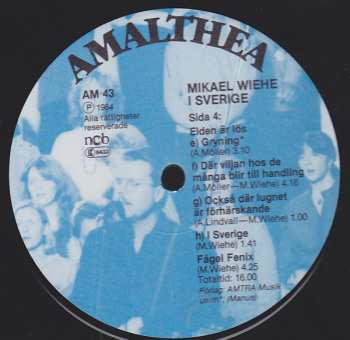 AMALTHEA
AM 43
Ⓟ 1984
Alla rättigheter
reserverade
ncb
MIKAEL WIEHE
I SVERIGE
Sida 4:
Elden är lös
e) Gryning*
(A.Möller) 3.10
f) Där viljan hos de
många blir till handling
(A.Möller—M.Wiehe) 4.16
g) Också där lugnet
är förhärskande
(A.Lindvall—M.Wiehe) 1.00
h) I Sverige
(M.Wiehe) 1.41
Fågel Fenix
(M.Wiehe) 4.25
Totaltid: 16.00
Förlag: AMTRA Musik
utom*, (Manus)